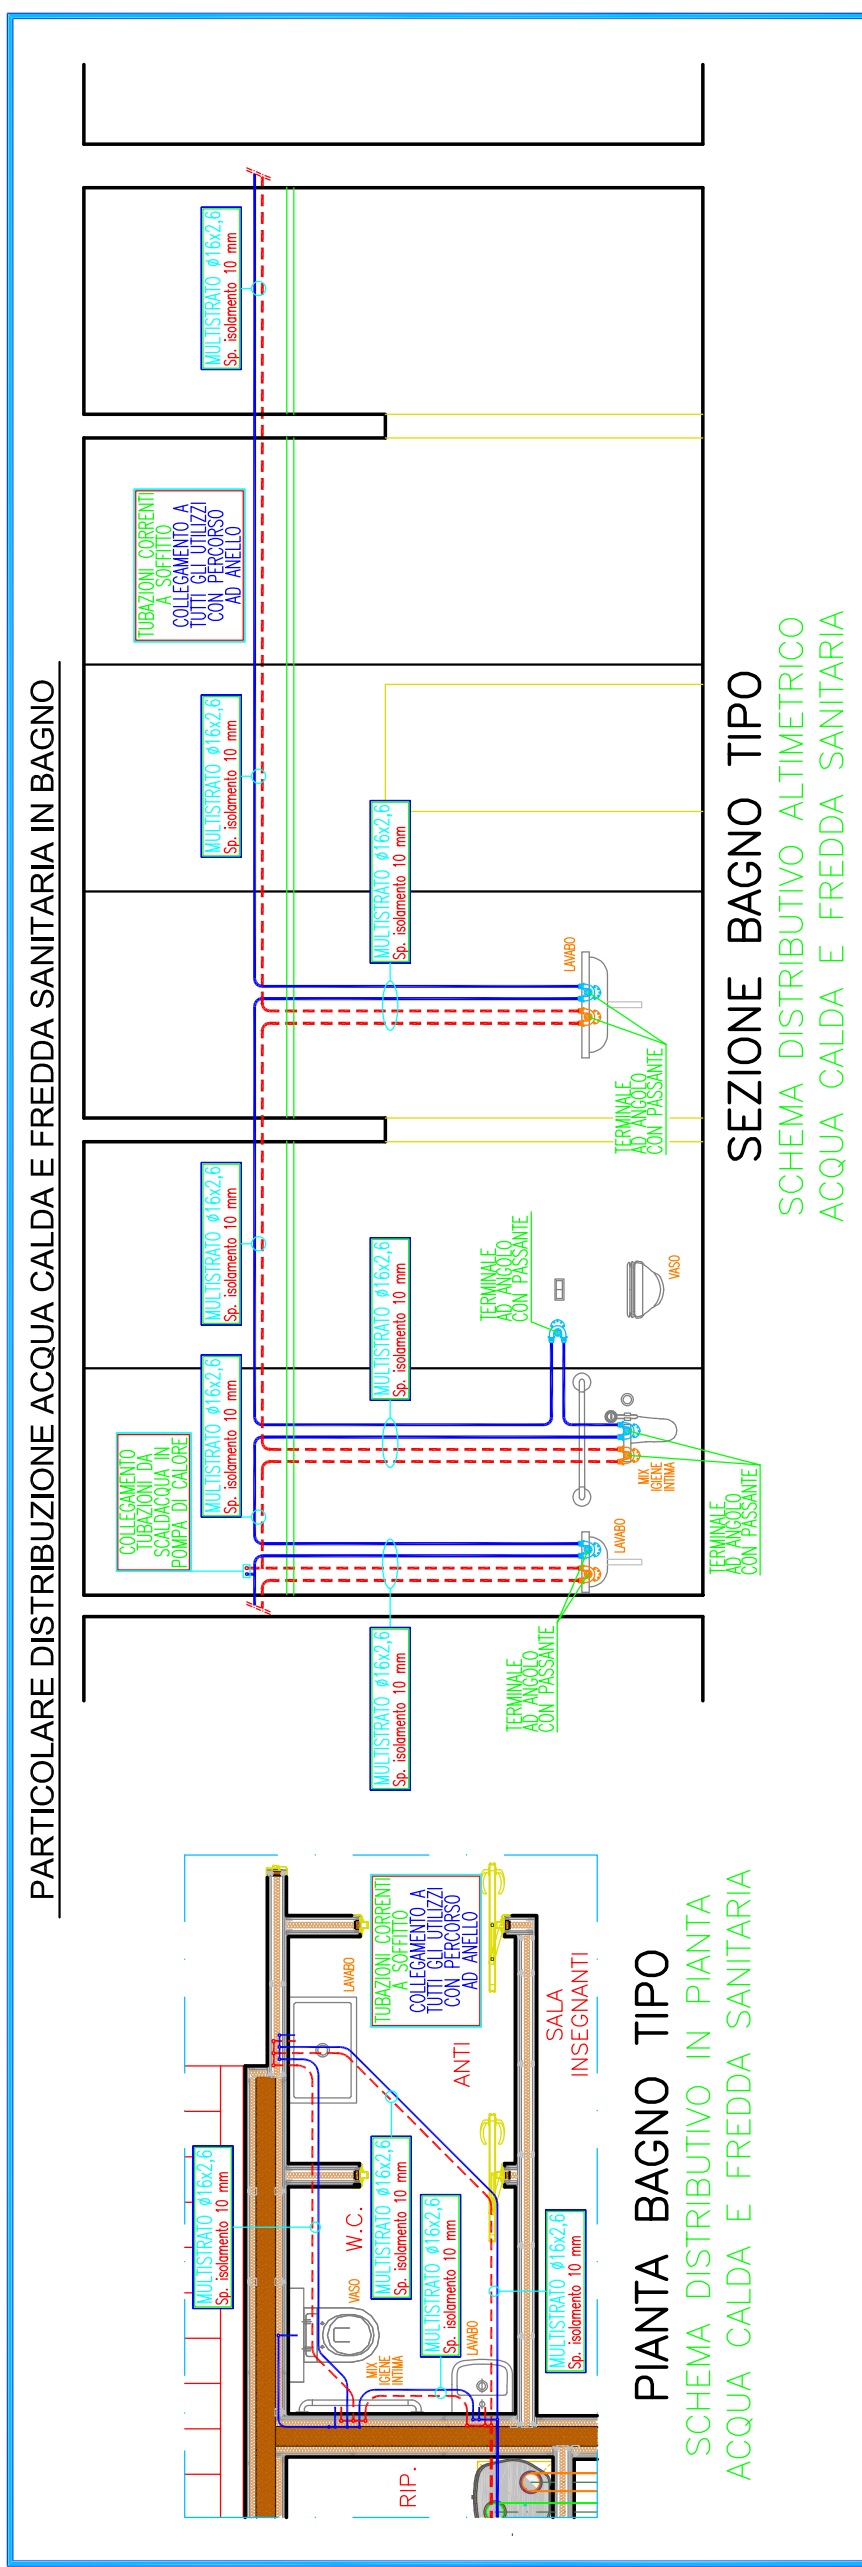 PARTICOLARE DISTRIBUZIONE ACQUA CALDA E FREDDA SANITARIA IN BAGNO
MULTISTRATO ø16x2,6
Sp. isolamento 10 mm
W.C.
VASO
MIX
IGIENE
INTIMA
RIP.
MULTISTRATO ø16x2,6
Sp. isolamento 10 mm
MULTISTRATO ø16x2,6
Sp. isolamento 10 mm
LAVABO
LAVABO
TUBAZIONI CORRENTI
A SOFFITTO
COLLEGAMENTO A
TUTTI GLI UTILIZZI
CON PERCORSO
AD ANELLO
ANTI
SALA
INSEGNANTI
MULTISTRATO ø16x2,6
Sp. isolamento 10 mm
PIANTA BAGNO TIPO
SCHEMA DISTRIBUTIVO IN PIANTA
ACQUA CALDA E FREDDA SANITARIA
COLLEGAMENTO
TUBAZIONI DA
SCALDACQUA IN
POMPA DI CALORE
MULTISTRATO ø16x2,6
Sp. isolamento 10 mm
MULTISTRATO ø16x2,6
Sp. isolamento 10 mm
TUBAZIONI CORRENTI
A SOFFITTO
COLLEGAMENTO A
TUTTI GLI UTILIZZI
CON PERCORSO
AD ANELLO
MULTISTRATO ø16x2,6
Sp. isolamento 10 mm
MULTISTRATO ø16x2,6
Sp. isolamento 10 mm
MULTISTRATO ø16x2,6
Sp. isolamento 10 mm
MULTISTRATO ø16x2,6
Sp. isolamento 10 mm
MULTISTRATO ø16x2,6
Sp. isolamento 10 mm
TERMINALE
AD ANGOLO
CON PASSANTE
LAVABO
MIX
IGIENE
INTIMA
TERMINALE
AD ANGOLO
CON PASSANTE
VASO
LAVABO
TERMINALE
AD ANGOLO
CON PASSANTE
TERMINALE
AD ANGOLO
CON PASSANTE
SEZIONE BAGNO TIPO
SCHEMA DISTRIBUTIVO ALTIMETRICO
ACQUA CALDA E FREDDA SANITARIA